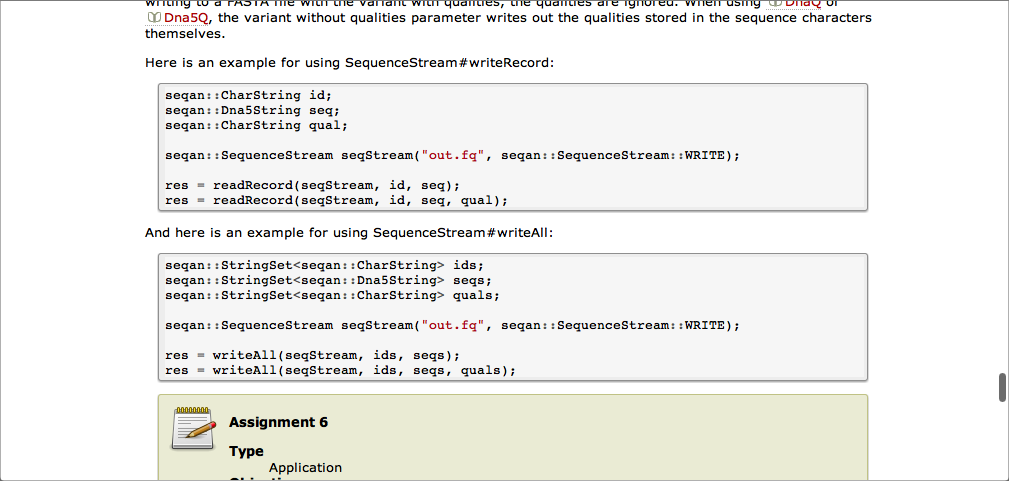 writing to a FASTA file with the variant with qualities, the qualities are ignored. When using DnaQ or
Dna5Q, the variant without qualities parameter writes out the qualities stored in the sequence characters
themselves.
Here is an example for using SequenceStream#writeRecord:
seqan::CharString id;
seqan::Dna5String seq;
seqan::CharString qual;
seqan::SequenceStream seqStream("out.fq", seqan::SequenceStream::WRITE);
res = readRecord(seqStream, id, seq);
res = readRecord(seqStream, id, seq, qual);
And here is an example for using SequenceStream#writeAll:
seqan::StringSet<seqan::CharString> ids;
seqan::StringSet<seqan::Dna5String> seqs;
seqan::StringSet<seqan::CharString> quals;
seqan::SequenceStream seqStream("out.fq", seqan::SequenceStream::WRITE);
res = writeAll(seqStream, ids, seqs);
res = writeAll(seqStream, ids, seqs, quals);
Assignment 6
Type
Application